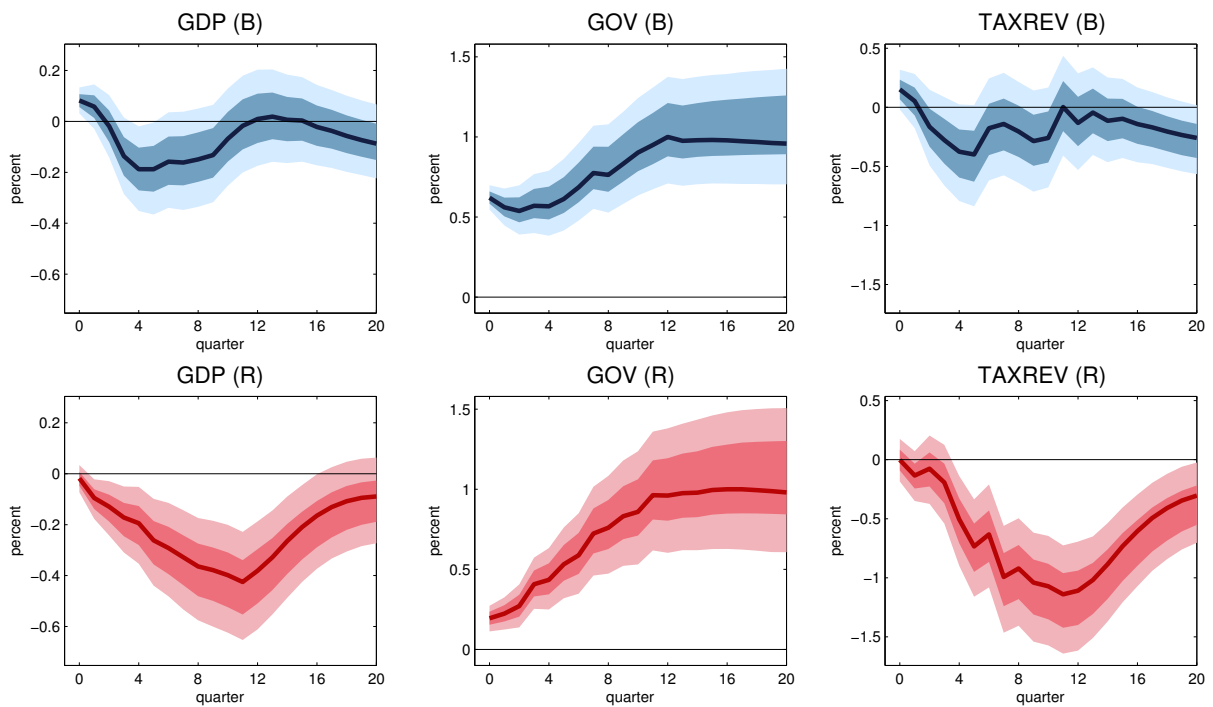 GDP (B)
GOV (B)
TAXREV (B)
percent
0.2
0
−0.2
−0.4
−0.6
0 4 8 12 16 20
quarter
percent
1.5
1
0.5
0
0 4 8 12 16 20
quarter
percent
0.5
0
−0.5
−1
−1.5
0 4 8 12 16 20
quarter
GDP (R)
GOV (R)
TAXREV (R)
percent
0.2
0
−0.2
−0.4
−0.6
0 4 8 12 16 20
quarter
percent
1.5
1
0.5
0
0 4 8 12 16 20
quarter
percent
0.5
0
−0.5
−1
−1.5
0 4 8 12 16 20
quarter